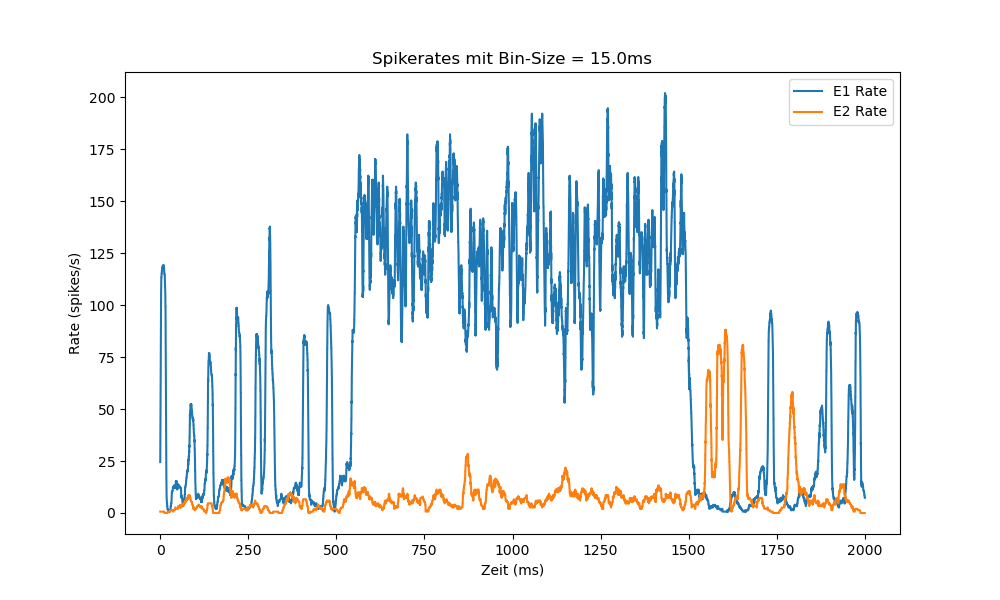 Spikerates mit Bin-Size = 15.0ms
E1 Rate
E2 Rate
Rate (spikes/s)
200
175
150
125
100
75
50
25
0
0 250 500 750 1000 1250 1500 1750 2000
Zeit (ms)